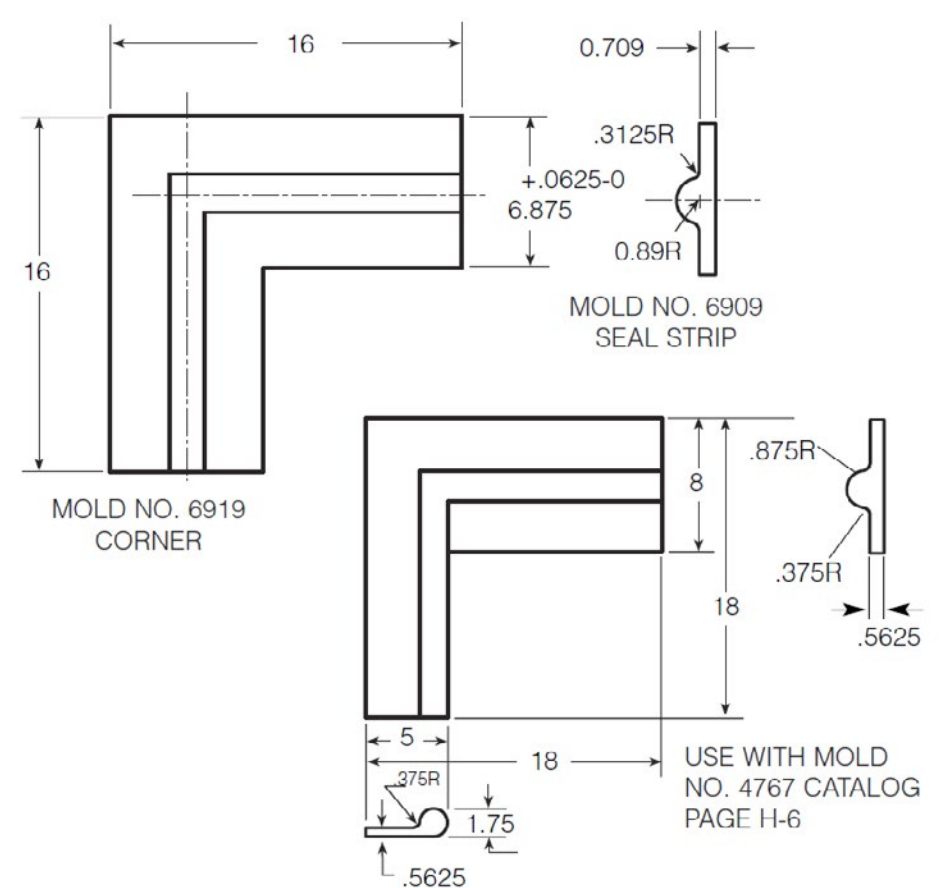 16
0.709
.3125R
+.0625-0
6.875
16
0.89R
MOLD NO. 6909
SEAL STRIP
MOLD NO. 6919
CORNER
.875R
8
.375R
18
.5625
5
18
.375R
1.75
.5625
USE WITH MOLD
NO. 4767 CATALOG
PAGE H-6